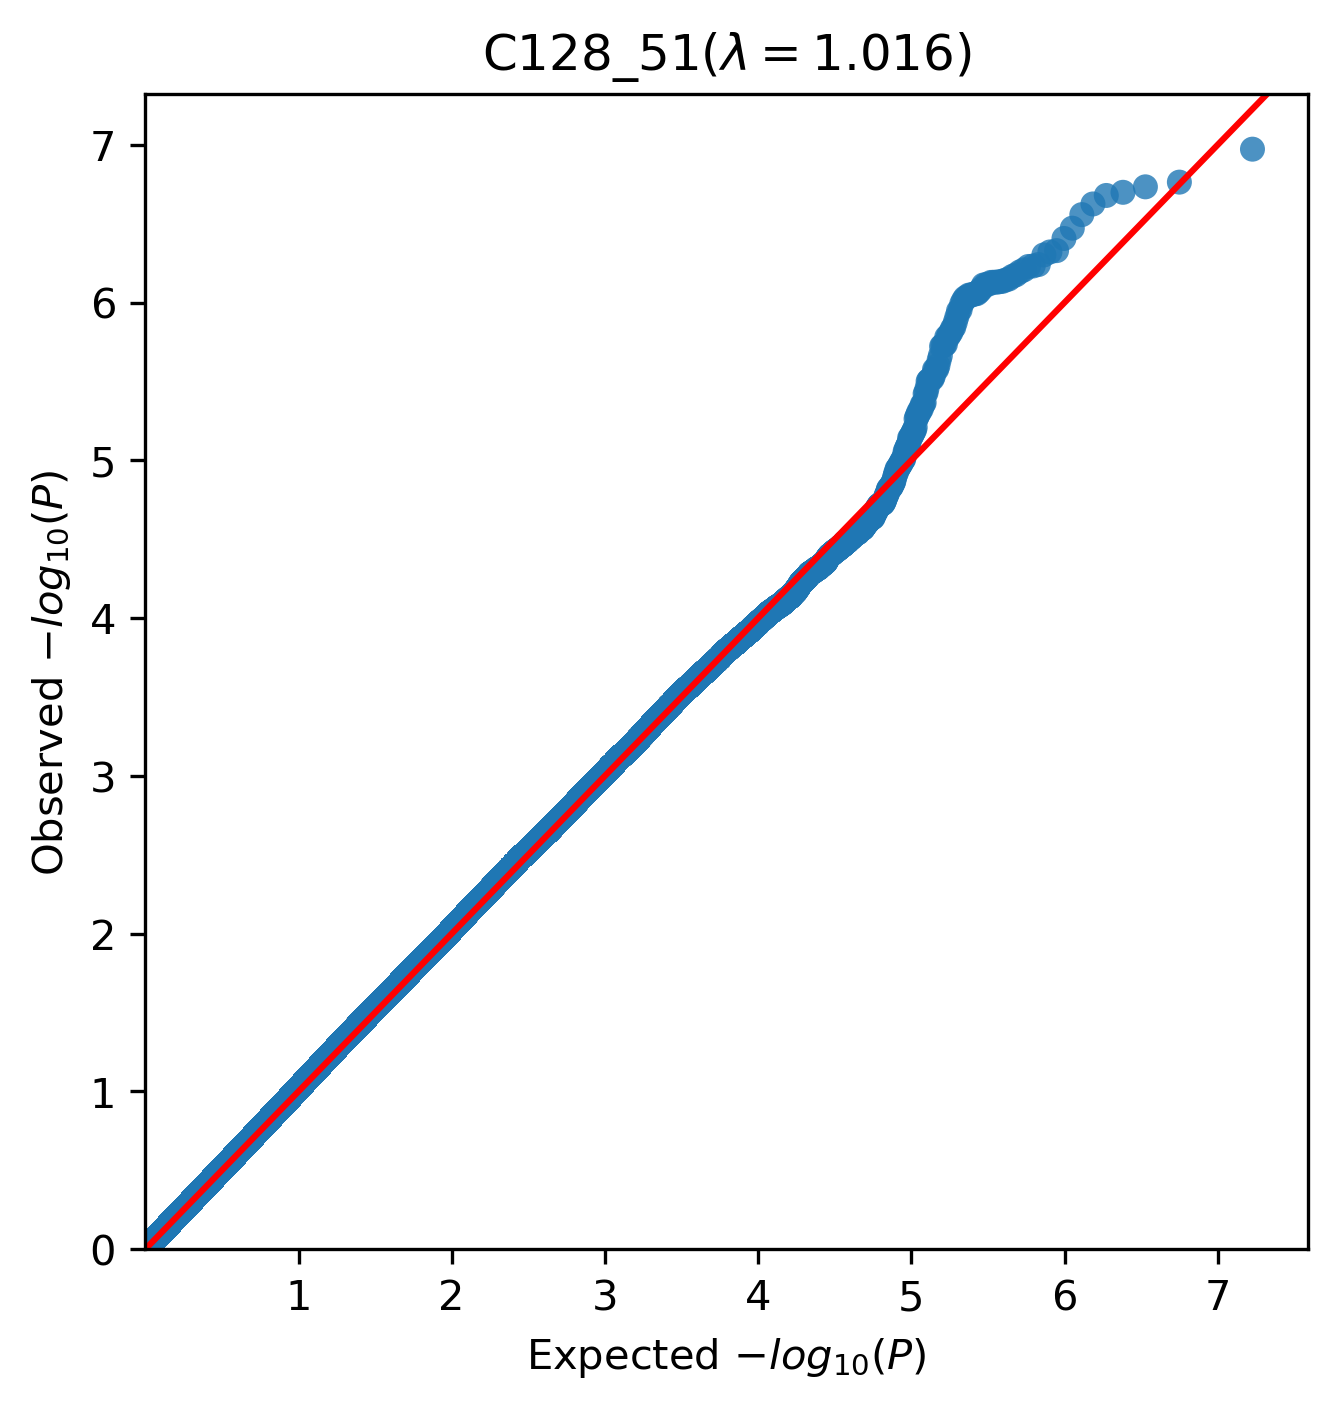 C128_51(λ = 1.016)
7
6
5
4
3
2
1
0
Observed −log₁₀(P)
1 2 3 4 5 6 7
Expected −log₁₀(P)